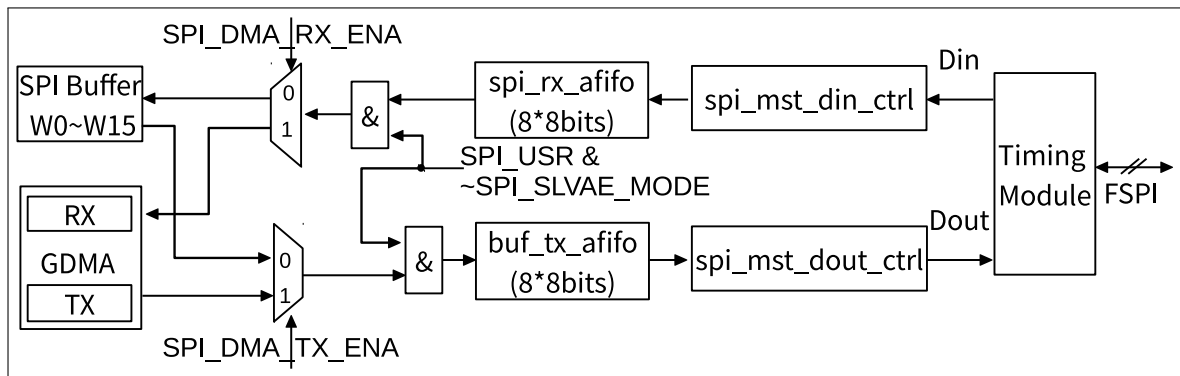 SPI_DMA_RX_ENA
SPI Buffer
W0~W15
0
1
&
spi_rx_afifo
(8*8bits)
spi_mst_din_ctrl
Din
Timing
Module
FSPI
SPI_USR &
~SPI_SLVAE_MODE
RX
GDMA
TX
0
1
&
buf_tx_afifo
(8*8bits)
spi_mst_dout_ctrl
Dout
SPI_DMA_TX_ENA